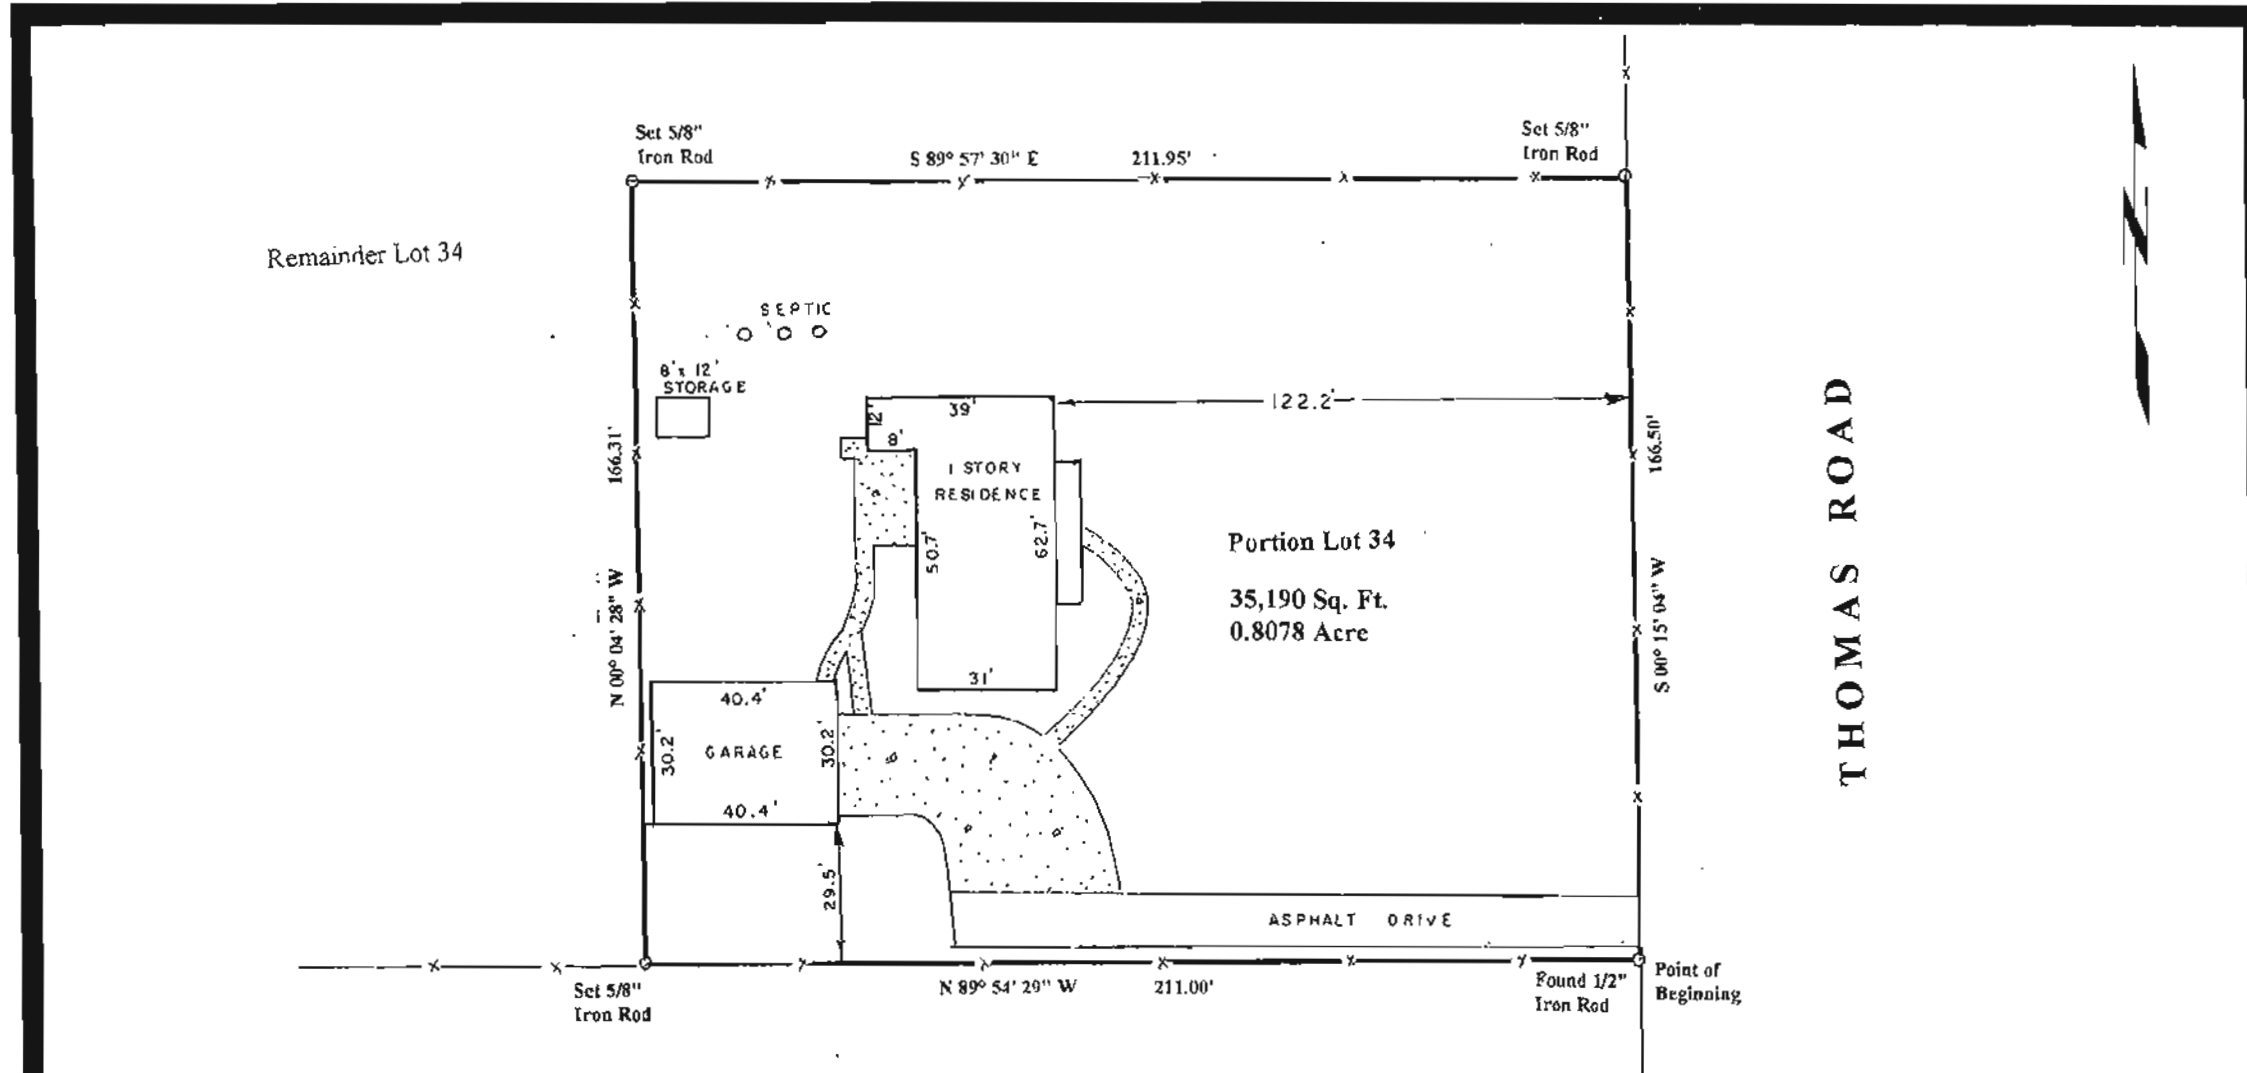 Set 5/8"
Iron Rod
S 89° 57' 30" E
211.95'
Set 5/8"
Iron Rod
Remainder Lot 34
SEPTIC
8' x 12'
STORAGE
39'
12'
8'
122.2'
166.31'
166.50'
1 STORY
RESIDENCE
50.7'
62.7'
Portion Lot 34
35,190 Sq. Ft.
0.8078 Acre
N 00° 04' 28" W
S 00° 15' 04" W
THOMAS ROAD
31'
40.4'
30.2'
GARAGE
30.2'
40.4'
29.5'
ASPHALT DRIVE
Set 5/8"
Iron Rod
N 89° 54' 29" W
211.00'
Found 1/2"
Iron Rod
Point of
Beginning
N